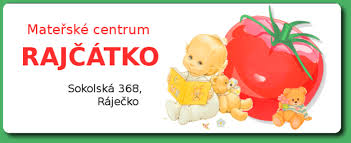 Mateřské centrum
RAJČÁTKO
Sokolská 368,
Ráječko